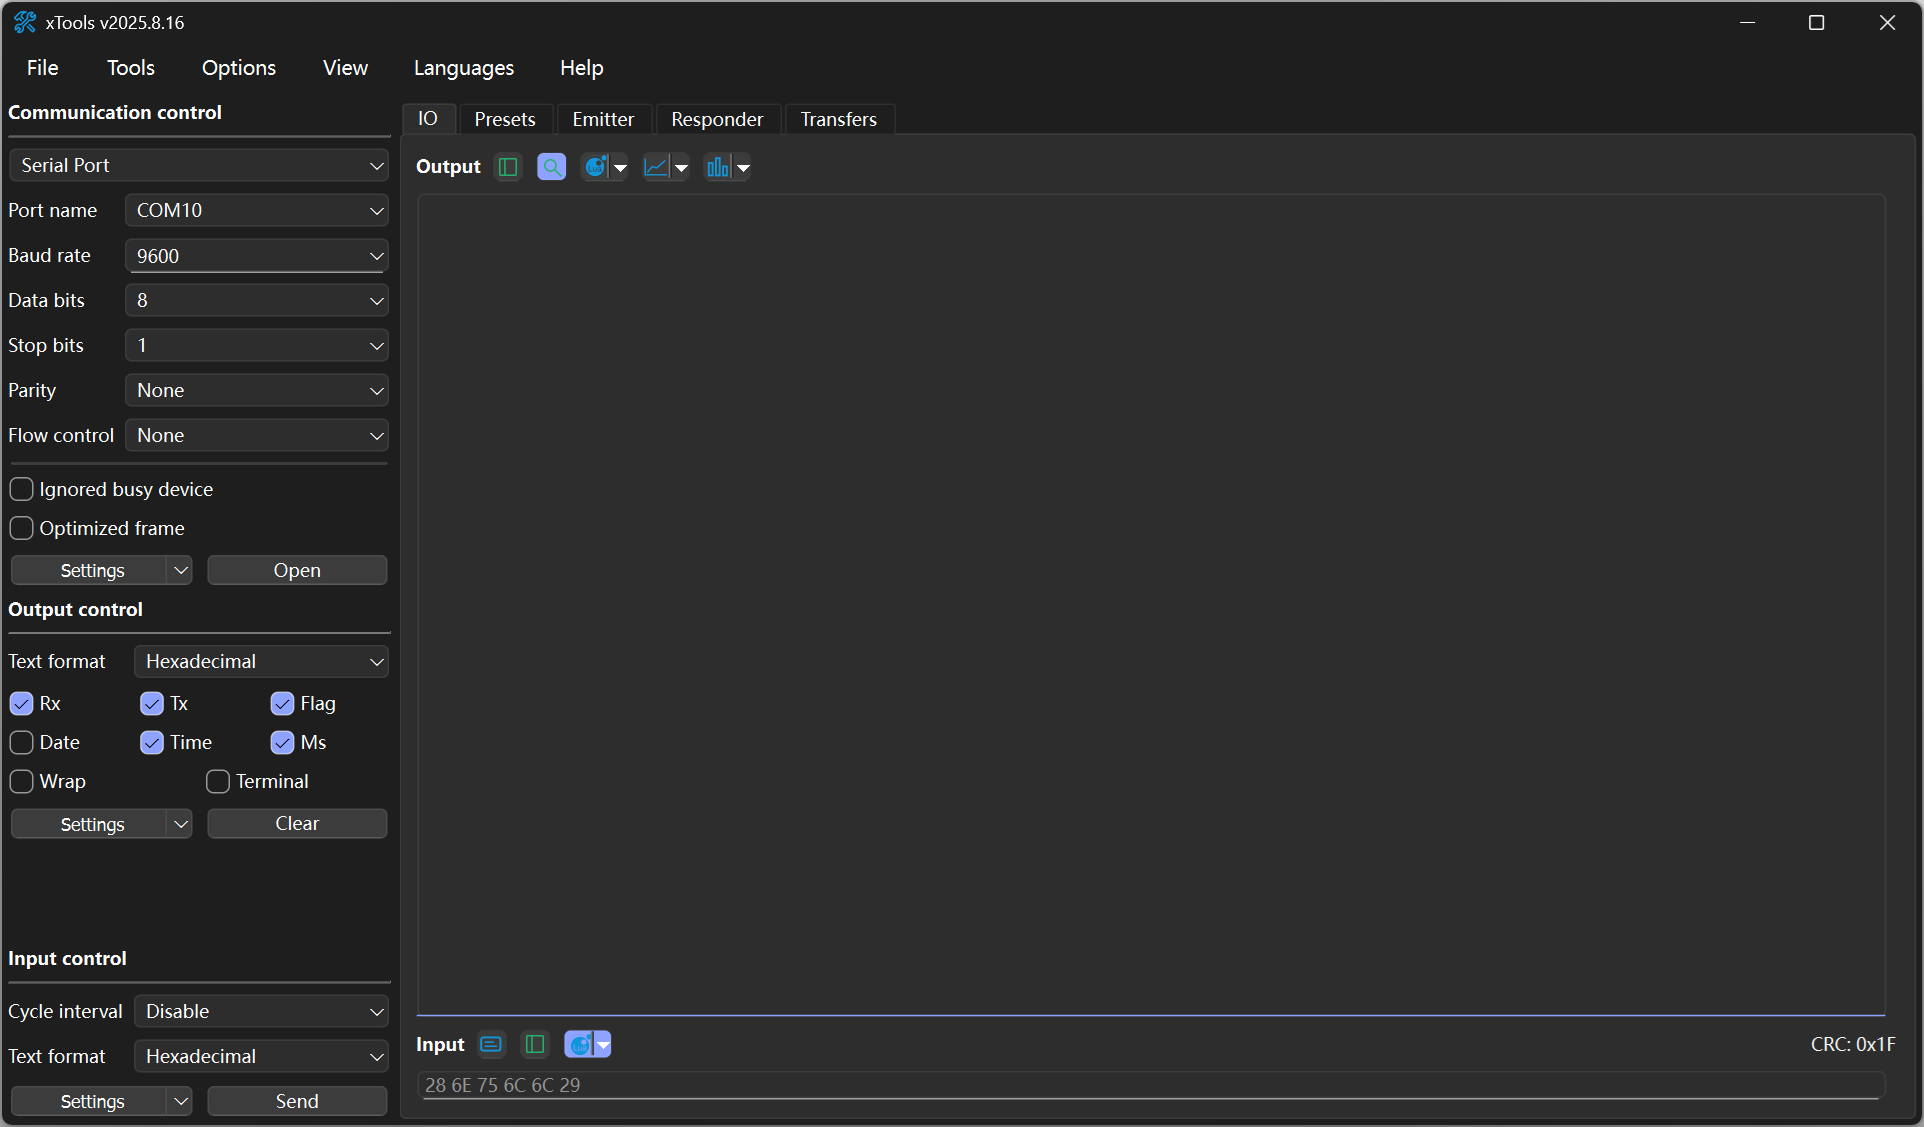 xTools v2025.8.16
File Tools Options View Languages Help
Communication control
Serial Port
Port name COM10
Baud rate 9600
Data bits 8
Stop bits 1
Parity None
Flow control None
Ignored busy device
Optimized frame
Settings Open
Output control
Text format Hexadecimal
Rx Tx Flag
Date Time Ms
Wrap Terminal
Settings Clear
Input control
Cycle interval Disable
Text format Hexadecimal
Settings Send
IO Presets Emitter Responder Transfers
Output
Input CRC: 0x1F
28 6E 75 6C 6C 29